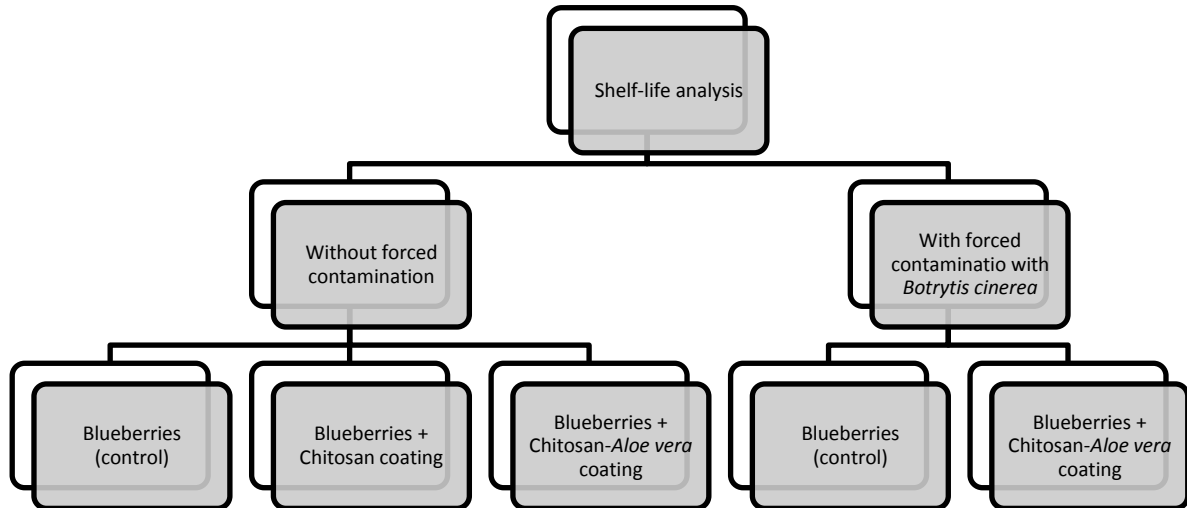 Shelf-life analysis
Without forced
contamination
With forced
contaminatio with
Botrytis cinerea
Blueberries
(control)
Blueberries +
Chitosan coating
Blueberries +
Chitosan-Aloe vera
coating
Blueberries
(control)
Blueberries +
Chitosan-Aloe vera
coating